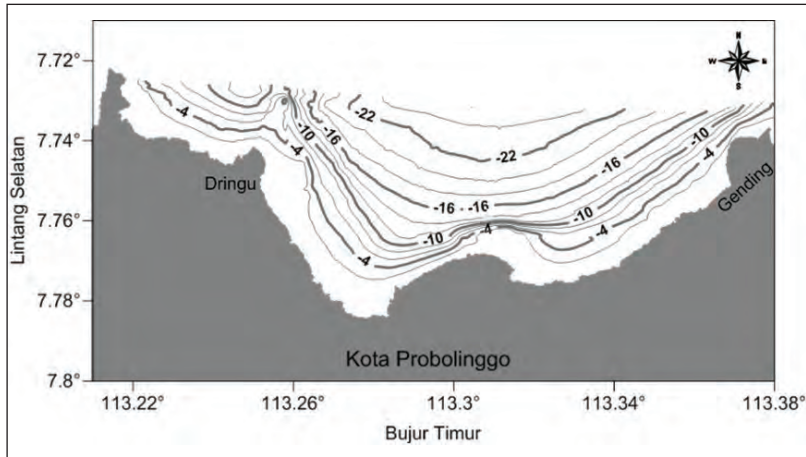 N
W E
S
7.72°
7.74°
7.76°
7.78°
7.8°
Lintang Selatan
-4
-4
-10
-16
-22
-22
-16
-10
-4
-16 -16
-10
-4
-4
-10
-4
Dringu
Gending
Kota Probolinggo
113.22° 113.26° 113.3° 113.34° 113.38°
Bujur Timur